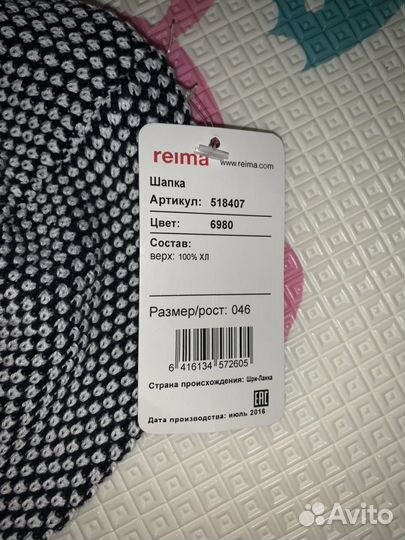 reima www.reima.com
Шапка
Артикул: 518407
Цвет: 6980
Состав:
верх: 100% ХЛ
Размер/рост: 046
6 416134 572605
Страна происхождения: Шри-Ланка
EAC
Дата производства: июль 2016
Avito